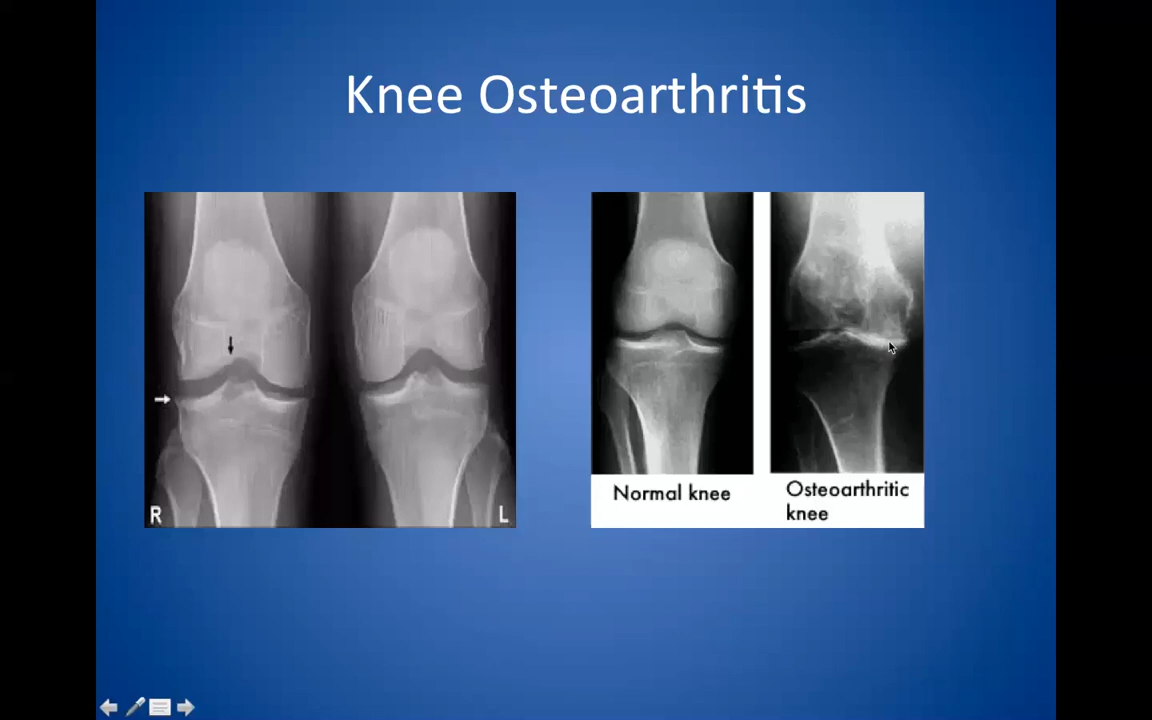 Knee Osteoarthritis
R
L
Normal knee
Osteoarthritic
knee